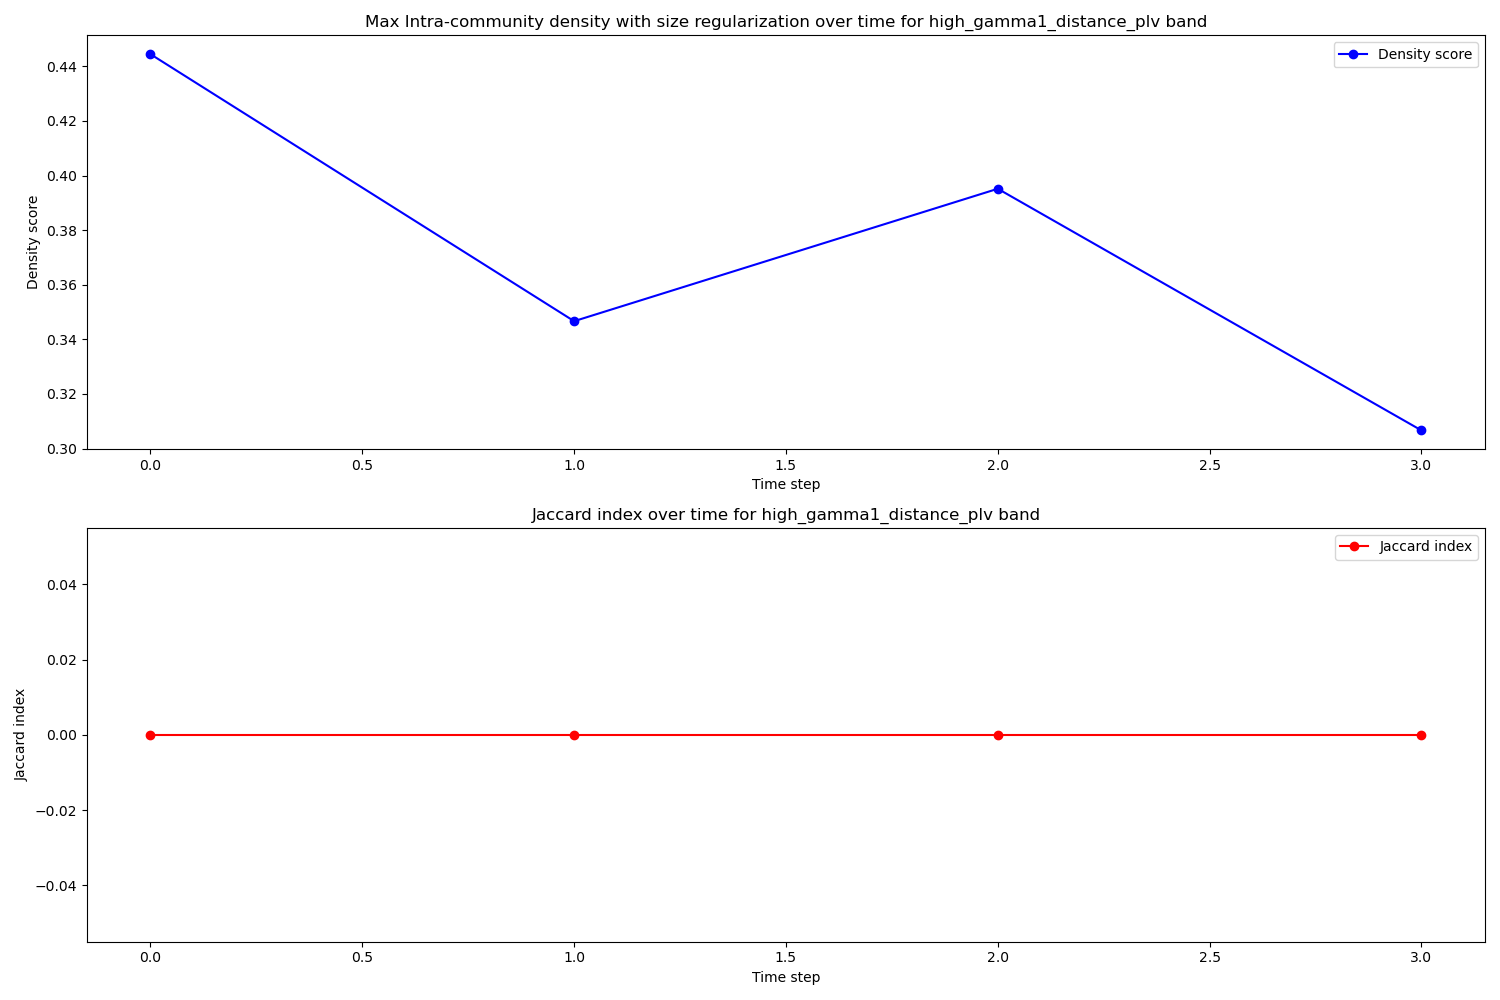 Max Intra-community density with size regularization over time for high_gamma1_distance_plv band
Density score
0.44
0.42
0.40
0.38
0.36
0.34
0.32
0.30
Density score
0.0 0.5 1.0 1.5 2.0 2.5 3.0
Time step
Jaccard index over time for high_gamma1_distance_plv band
Jaccard index
0.04
0.02
0.00
−0.02
−0.04
Jaccard index
0.0 0.5 1.0 1.5 2.0 2.5 3.0
Time step